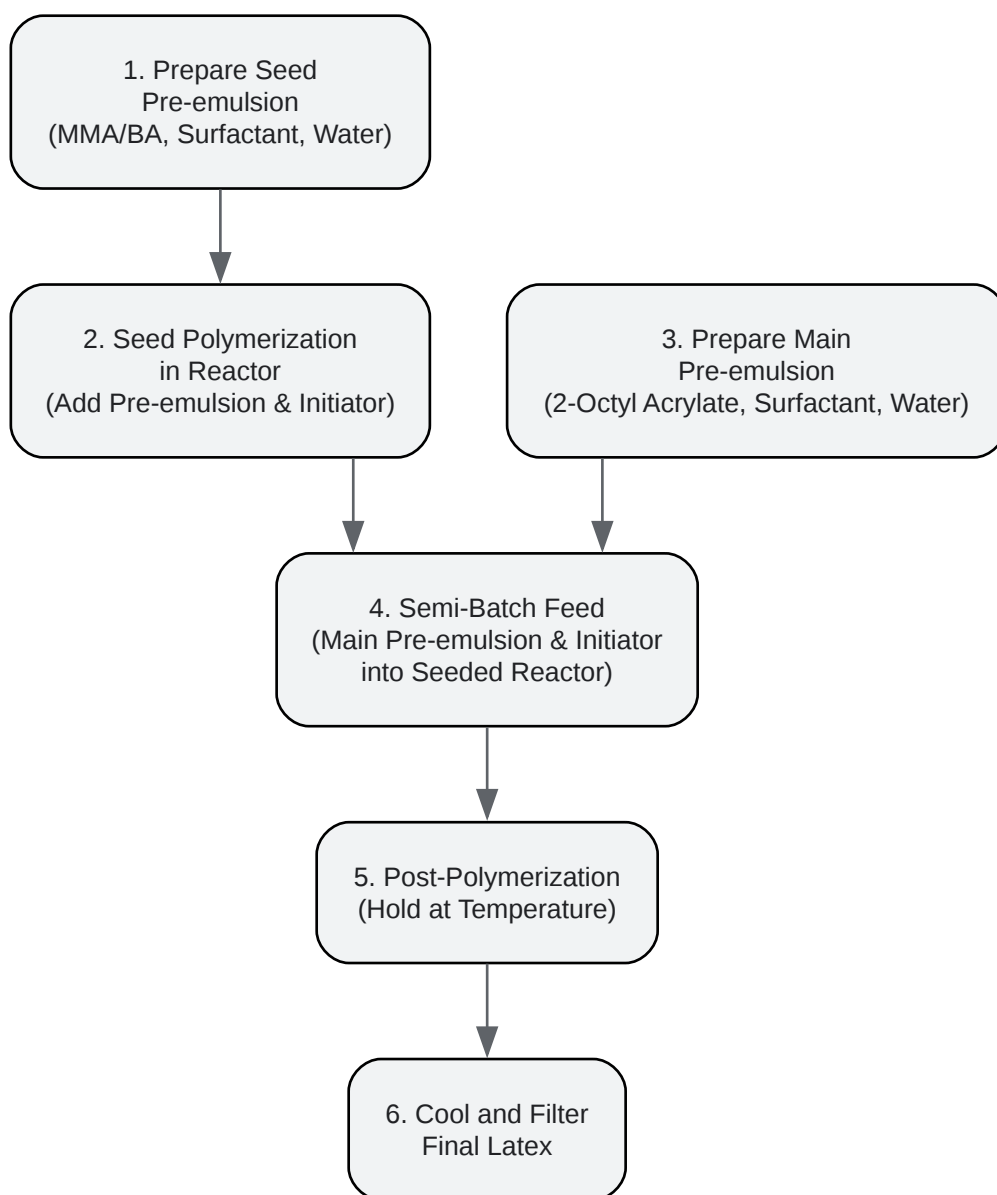 1. Prepare Seed
Pre-emulsion
(MMA/BA, Surfactant, Water)
2. Seed Polymerization
in Reactor
(Add Pre-emulsion & Initiator)
3. Prepare Main
Pre-emulsion
(2-Octyl Acrylate, Surfactant, Water)
4. Semi-Batch Feed
(Main Pre-emulsion & Initiator
into Seeded Reactor)
5. Post-Polymerization
(Hold at Temperature)
6. Cool and Filter
Final Latex